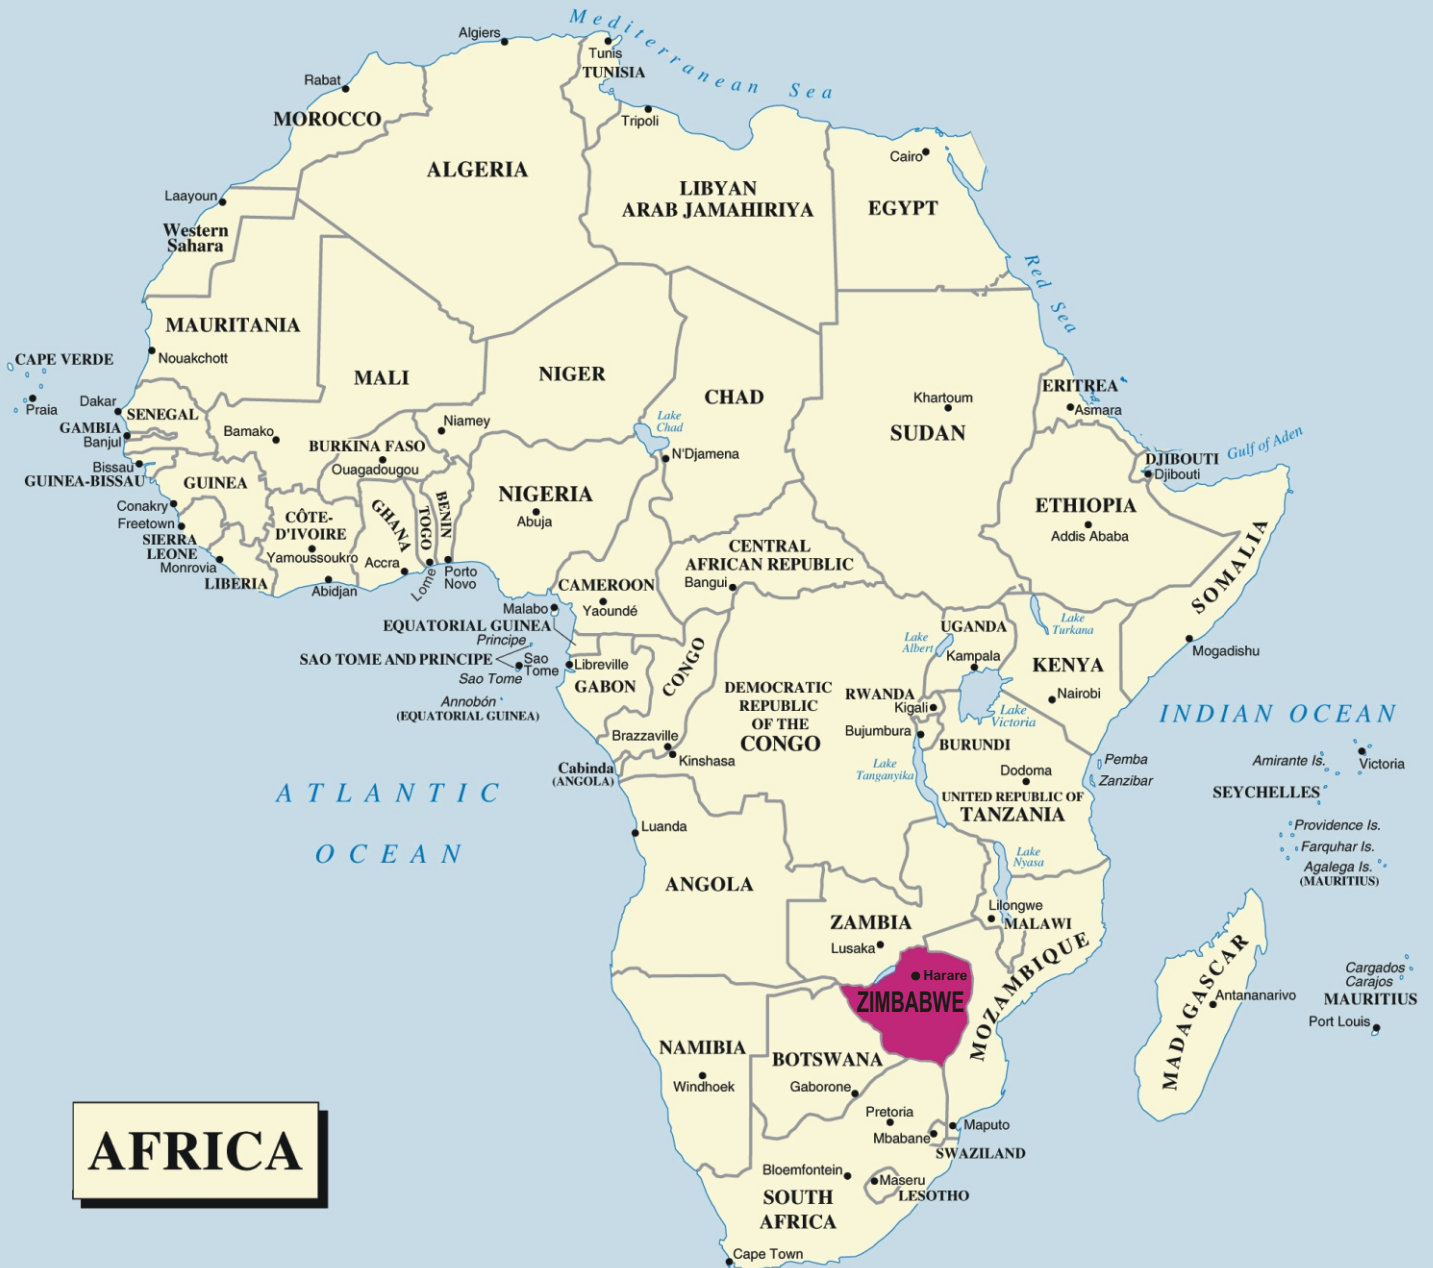 Mediterranean Sea
Algiers
Tunis
TUNISIA
Rabat
Tripoli
MOROCCO
Cairo
ALGERIA
LIBYAN
ARAB JAMAHIRIYA
EGYPT
Laayoun
Western
Sahara
Red Sea
MAURITANIA
Nouakchott
CAPE VERDE
Praia
MALI
NIGER
CHAD
Khartoum
SUDAN
ERITREA
Asmara
Dakar
SENEGAL
GAMBIA
Banjul
Bamako
Niamey
Lake
Chad
N'Djamena
BURKINA FASO
Ouagadougou
Gulf of Aden
DJIBOUTI
Djibouti
Bissau
GUINEA-BISSAU
GUINEA
NIGERIA
Abuja
ETHIOPIA
Addis Ababa
Conakry
Freetown
SIERRA
LEONE
Monrovia
LIBERIA
CÔTE-
D'IVOIRE
Yamoussoukro
Abidjan
GHANA
Accra
TOGO
Lome
BENIN
Porto
Novo
SOMALIA
Mogadishu
CENTRAL
AFRICAN REPUBLIC
Bangui
CAMEROON
Yaoundé
Malabo
EQUATORIAL GUINEA
Principe
SAO TOME AND PRINCIPE
Sao
Tome
Sao Tome
Libreville
GABON
CONGO
Annobón
(EQUATORIAL GUINEA)
UGANDA
Kampala
Lake
Albert
Lake
Turkana
KENYA
Nairobi
DEMOCRATIC
REPUBLIC
OF THE
CONGO
RWANDA
Kigali
Lake
Victoria
Bujumbura
BURUNDI
Brazzaville
Kinshasa
Cabinda
(ANGOLA)
Lake
Tanganyika
Dodoma
UNITED REPUBLIC OF
TANZANIA
Pemba
Zanzibar
INDIAN OCEAN
Amirante Is.
Victoria
SEYCHELLES
Providence Is.
Farquhar Is.
Agalega Is.
(MAURITIUS)
ATLANTIC
OCEAN
Luanda
ANGOLA
Lake
Nyasa
Lilongwe
MALAWI
ZAMBIA
Lusaka
MOZAMBIQUE
Harare
ZIMBABWE
MADAGASCAR
Antananarivo
Cargados
Carajos
MAURITIUS
Port Louis
NAMIBIA
Windhoek
BOTSWANA
Gaborone
Pretoria
Mbabane
Maputo
SWAZILAND
Bloemfontein
Maseru
LESOTHO
SOUTH
AFRICA
Cape Town
AFRICA